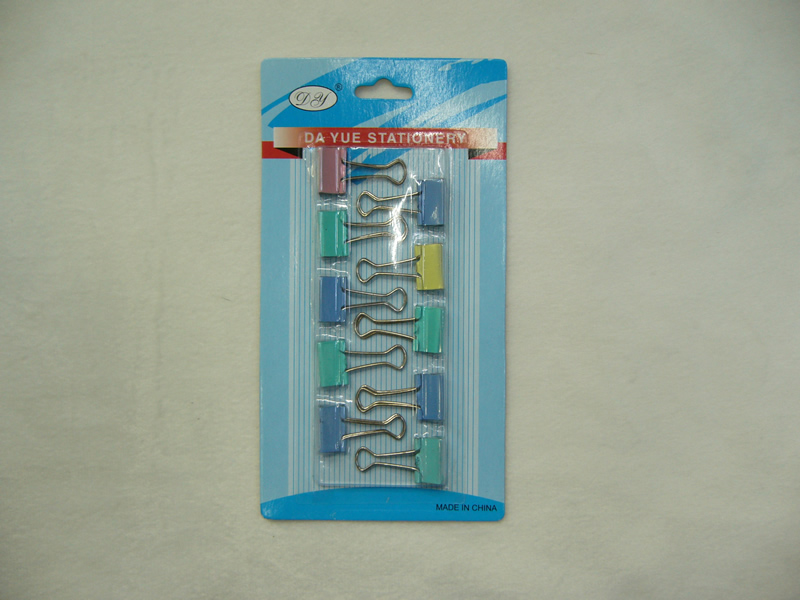 DY ®
DA YUE STATIONERY
MADE IN CHINA